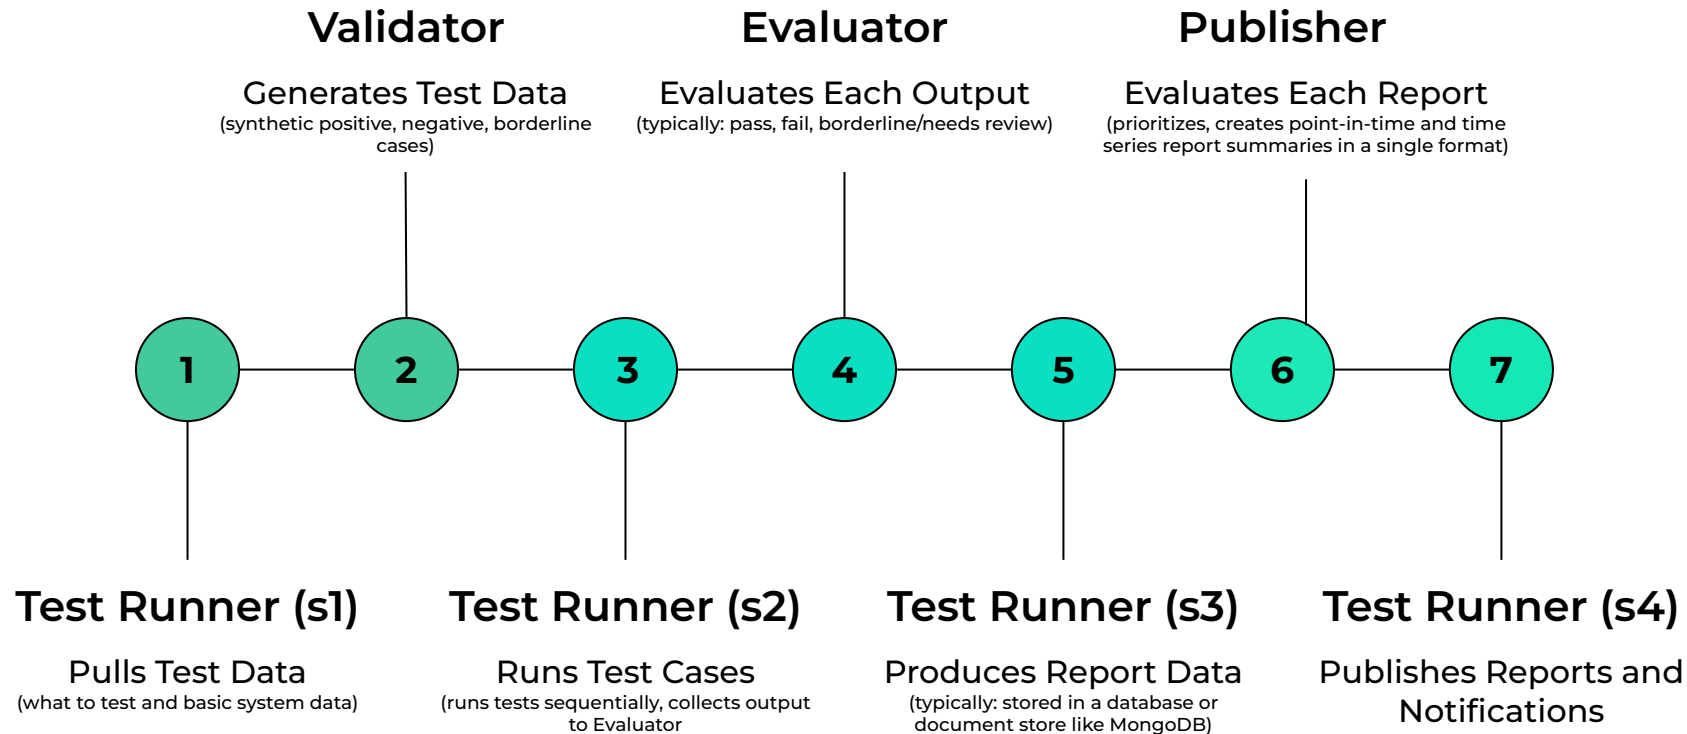 Validator
Generates Test Data
(synthetic positive, negative, borderline
cases)
Evaluator
Evaluates Each Output
(typically: pass, fail, borderline/needs review)
Publisher
Evaluates Each Report
(prioritizes, creates point-in-time and time
series report summaries in a single format)
1
2
3
4
5
6
7
Test Runner (s1)
Pulls Test Data
(what to test and basic system data)
Test Runner (s2)
Runs Test Cases
(runs tests sequentially, collects output
to Evaluator
Test Runner (s3)
Produces Report Data
(typically: stored in a database or
document store like MongoDB)
Test Runner (s4)
Publishes Reports and
Notifications